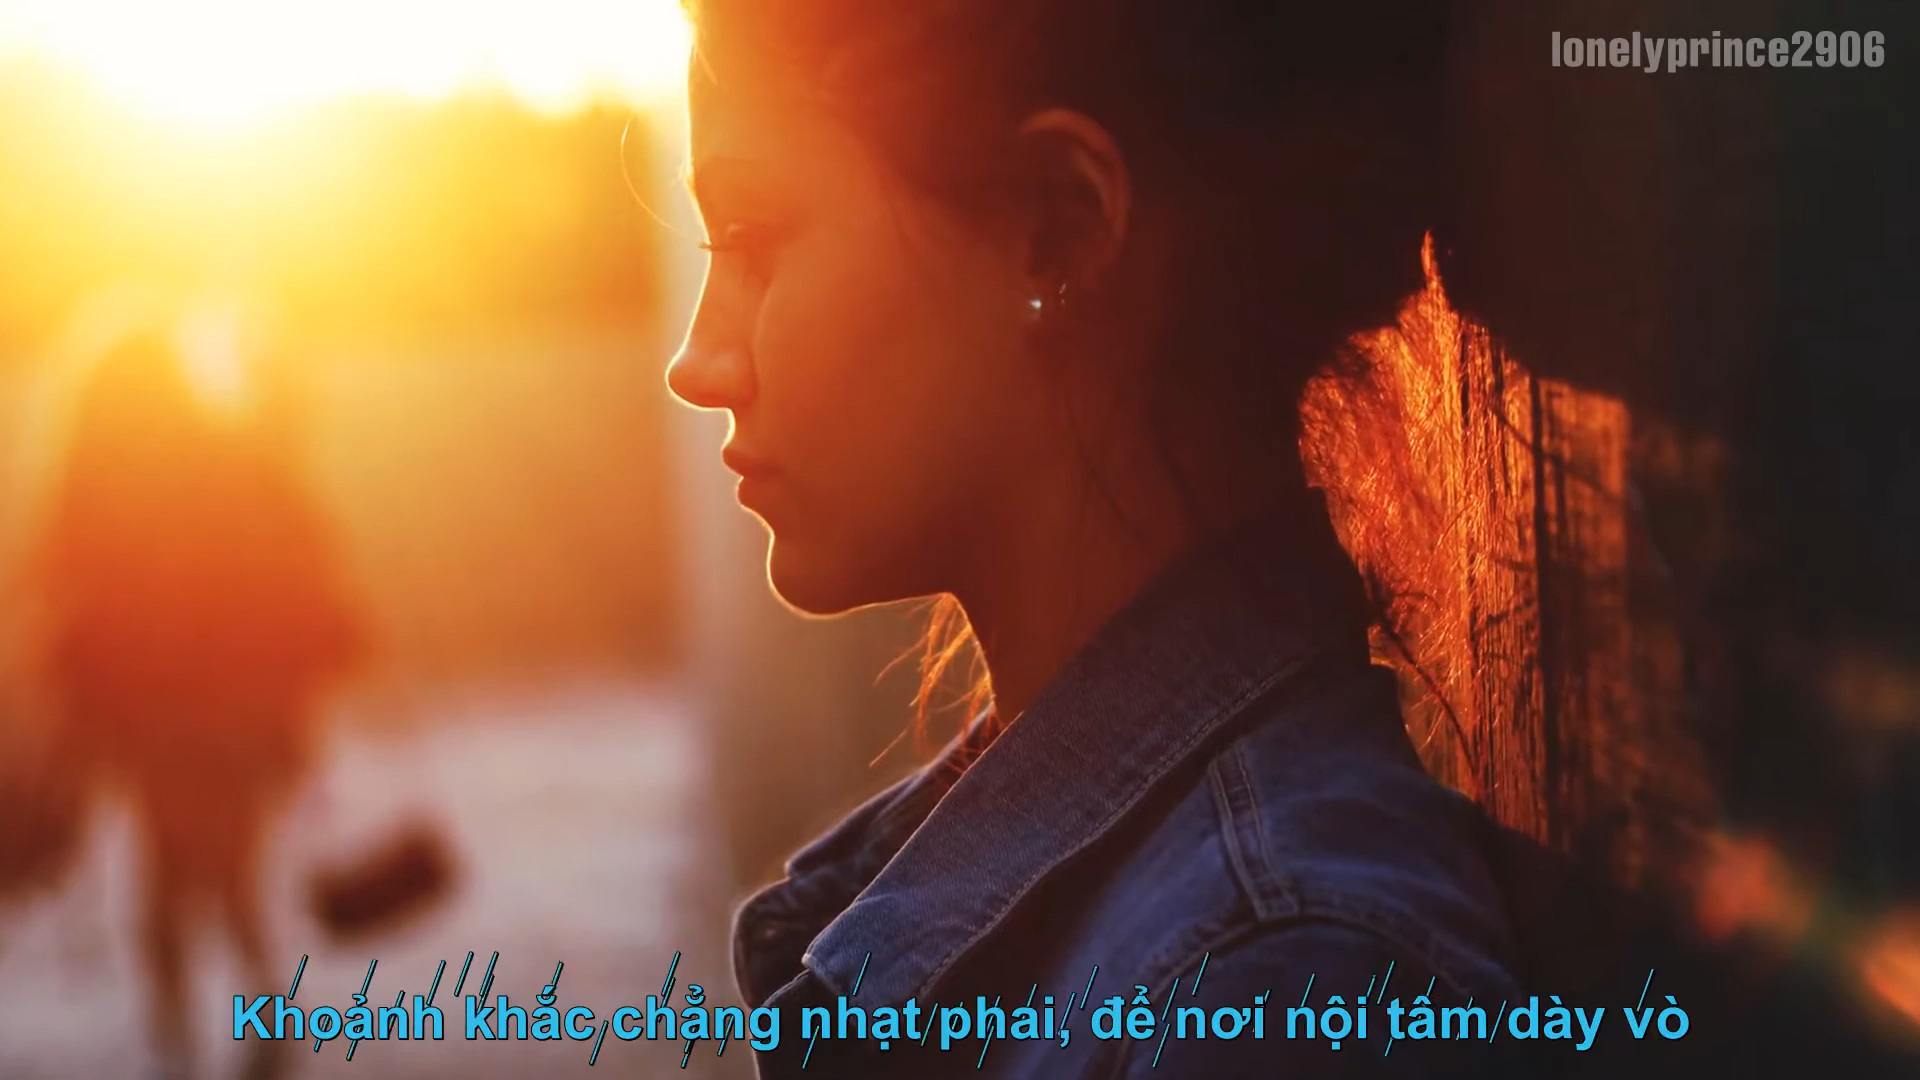 lonelyprince2906
Khoảnh khắc chẳng nhạt phai, để nơi nội tâm dày vò